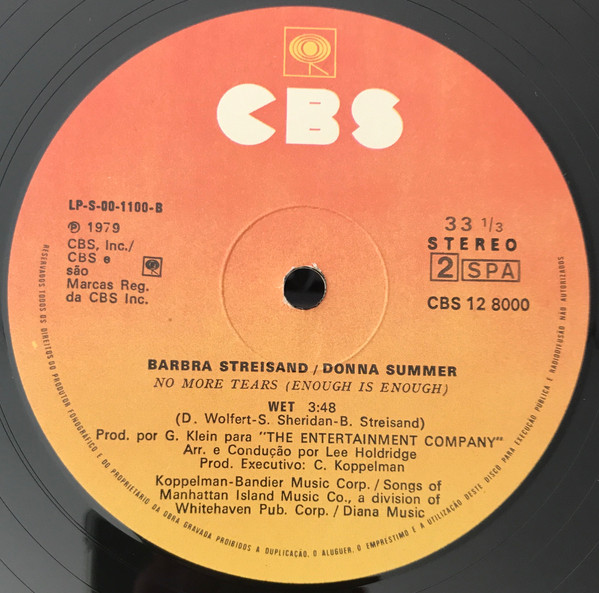 CBS
LP-S-00-1100-B
℗ 1979
CBS, Inc./
CBS e
são
Marcas Reg.
da CBS Inc.
33 1/3
STEREO
2 SPA
CBS 12 8000
BARBRA STREISAND / DONNA SUMMER
NO MORE TEARS (ENOUGH IS ENOUGH)
WET 3:48
(D. Wolfert-S. Sheridan-B. Streisand)
Prod. por G. Klein para "THE ENTERTAINMENT COMPANY"
Arr. e Condução por Lee Holdridge
Prod. Executivo: C. Koppelman
Koppelman-Bandier Music Corp./Songs of
Manhattan Island Music Co., a division of
Whitehaven Pub. Corp./Diana Music
RESERVADOS TODOS OS DIREITOS DO PRODUTOR FONOGRÁFICO E DO PROPRIETÁRIO DA OBRA GRAVADA PROIBIDOS A DUPLICAÇÃO, O ALUGUER, O EMPRÉSTIMO E A UTILIZAÇÃO DESTE DISCO PARA EXECUÇÃO PÚBLICA E RADIODIFUSÃO NÃO AUTORIZADOS